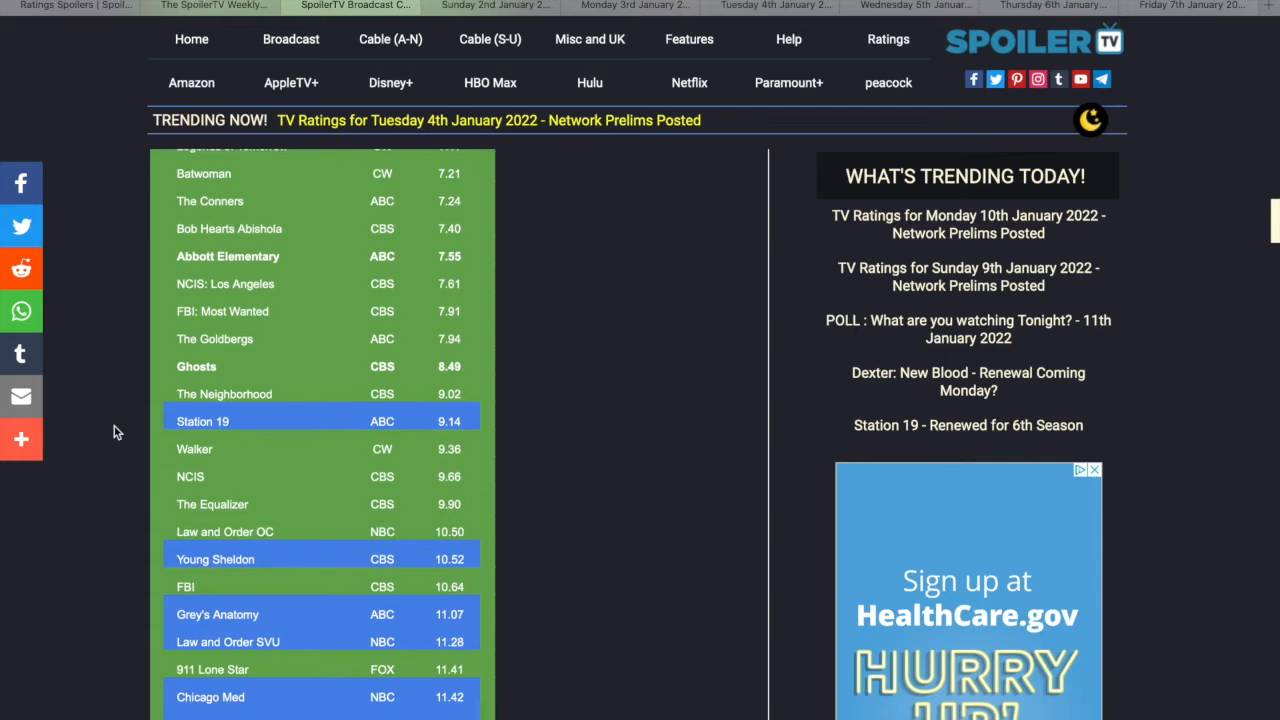 Ratings Spoilers | Spoil...
The SpoilerTV Weekly...
SpoilerTV Broadcast C...
Sunday 2nd January 2...
Monday 3rd January 2...
Tuesday 4th January 2...
Wednesday 5th Januar...
Thursday 6th January...
Friday 7th January 20...
Home Broadcast Cable (A-N) Cable (S-U) Misc and UK Features Help Ratings
SPOILER TV
Amazon AppleTV+ Disney+ HBO Max Hulu Netflix Paramount+ peacock
TRENDING NOW! TV Ratings for Tuesday 4th January 2022 - Network Prelims Posted
Batwoman CW 7.21
The Conners ABC 7.24
Bob Hearts Abishola CBS 7.40
Abbott Elementary ABC 7.55
NCIS: Los Angeles CBS 7.61
FBI: Most Wanted CBS 7.91
The Goldbergs ABC 7.94
Ghosts CBS 8.49
The Neighborhood CBS 9.02
Station 19 ABC 9.14
Walker CW 9.36
NCIS CBS 9.66
The Equalizer CBS 9.90
Law and Order OC NBC 10.50
Young Sheldon CBS 10.52
FBI CBS 10.64
Grey's Anatomy ABC 11.07
Law and Order SVU NBC 11.28
911 Lone Star FOX 11.41
Chicago Med NBC 11.42
WHAT'S TRENDING TODAY!
TV Ratings for Monday 10th January 2022 -
Network Prelims Posted
TV Ratings for Sunday 9th January 2022 -
Network Prelims Posted
POLL : What are you watching Tonight? - 11th
January 2022
Dexter: New Blood - Renewal Coming
Monday?
Station 19 - Renewed for 6th Season
Sign up at
HealthCare.gov
HURRY
UP!